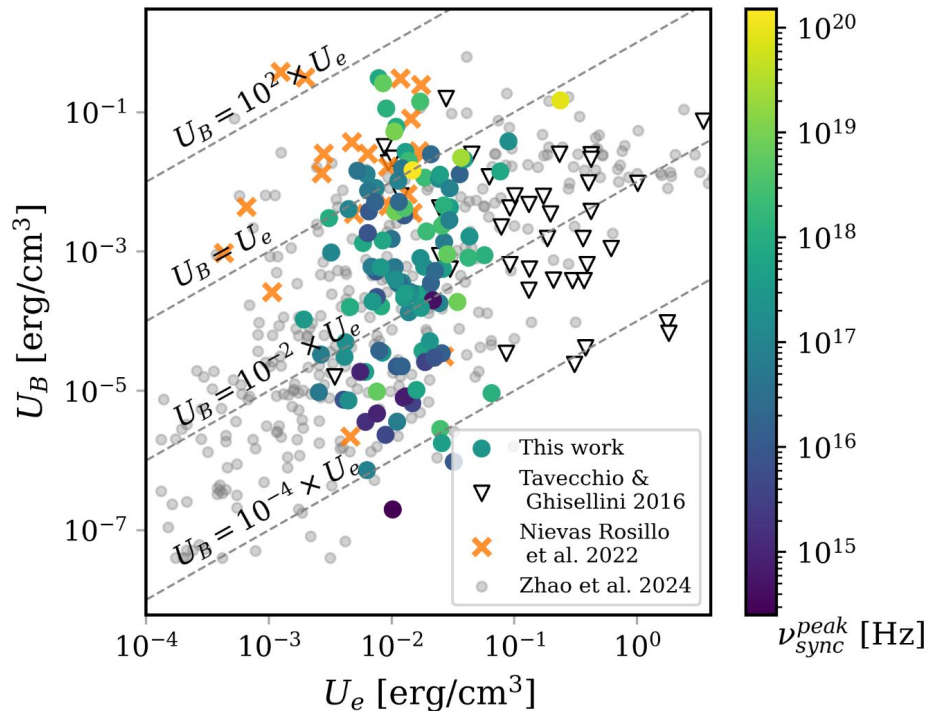 10^{20}
10^{19}
10^{18}
10^{17}
10^{16}
10^{15}
ν_{sync}^{peak} [Hz]
U_B [erg/cm^3]
10^{-1}
10^{-3}
10^{-5}
10^{-7}
U_B = 10^2 × U_e
U_B = U_e
U_B = 10^{-2} × U_e
U_B = 10^{-4} × U_e
This work
Tavecchio &
Ghisellini 2016
Nievas Rosillo
et al. 2022
Zhao et al. 2024
10^{-4}
10^{-3}
10^{-2}
10^{-1}
10^0
U_e [erg/cm^3]